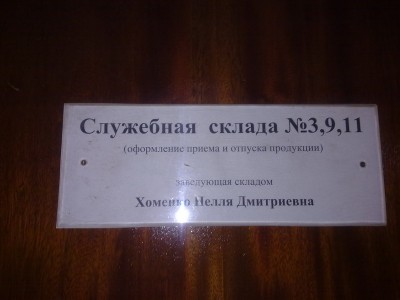 Служебная склада №3,9,11
(оформление приема и отпуска продукции)
заведующая складом
Хоменко Нелля Дмитриевна